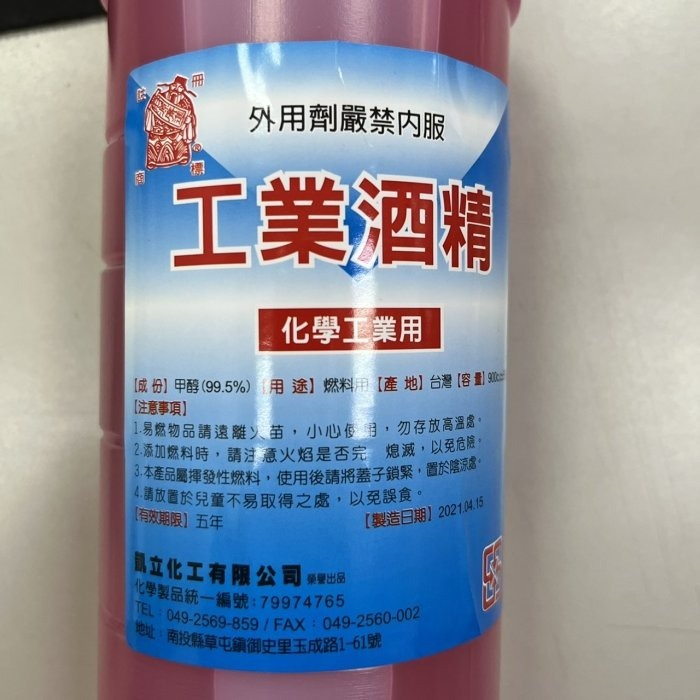 註冊
商標
®
外用劑嚴禁內服
工業酒精
化學工業用
【成份】甲醇(99.5%)【用途】燃料用【產地】台灣【容量】900cc
【注意事項】
1.易燃物品請遠離火苗，小心使用，勿存放高溫處。
2.添加燃料時，請注意火焰是否完 熄滅，以免危險。
3.本產品屬揮發性燃料，使用後請將蓋子鎖緊，置於陰涼處。
4.請放置於兒童不易取得之處，以免誤食。
【有效期限】五年 【製造日期】2021.04.15
凱立化工有限公司 榮譽出品
化學製品統一編號:79974765
TEL：049-2569-859 / FAX：049-2560-002
地址：南投縣草屯鎮御史里玉成路1-61號